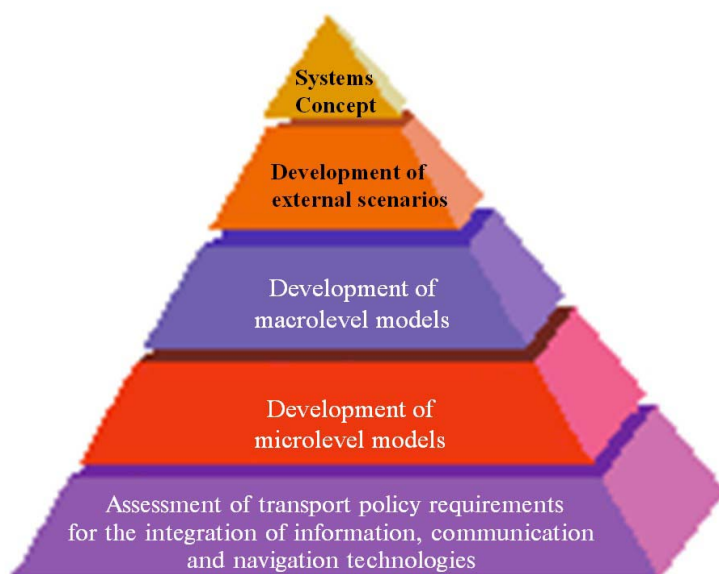 Systems
Concept
Development of
external scenarios
Development of
macrolevel models
Development of
microlevel models
Assessment of transport policy requirements
for the integration of information, communication
and navigation technologies